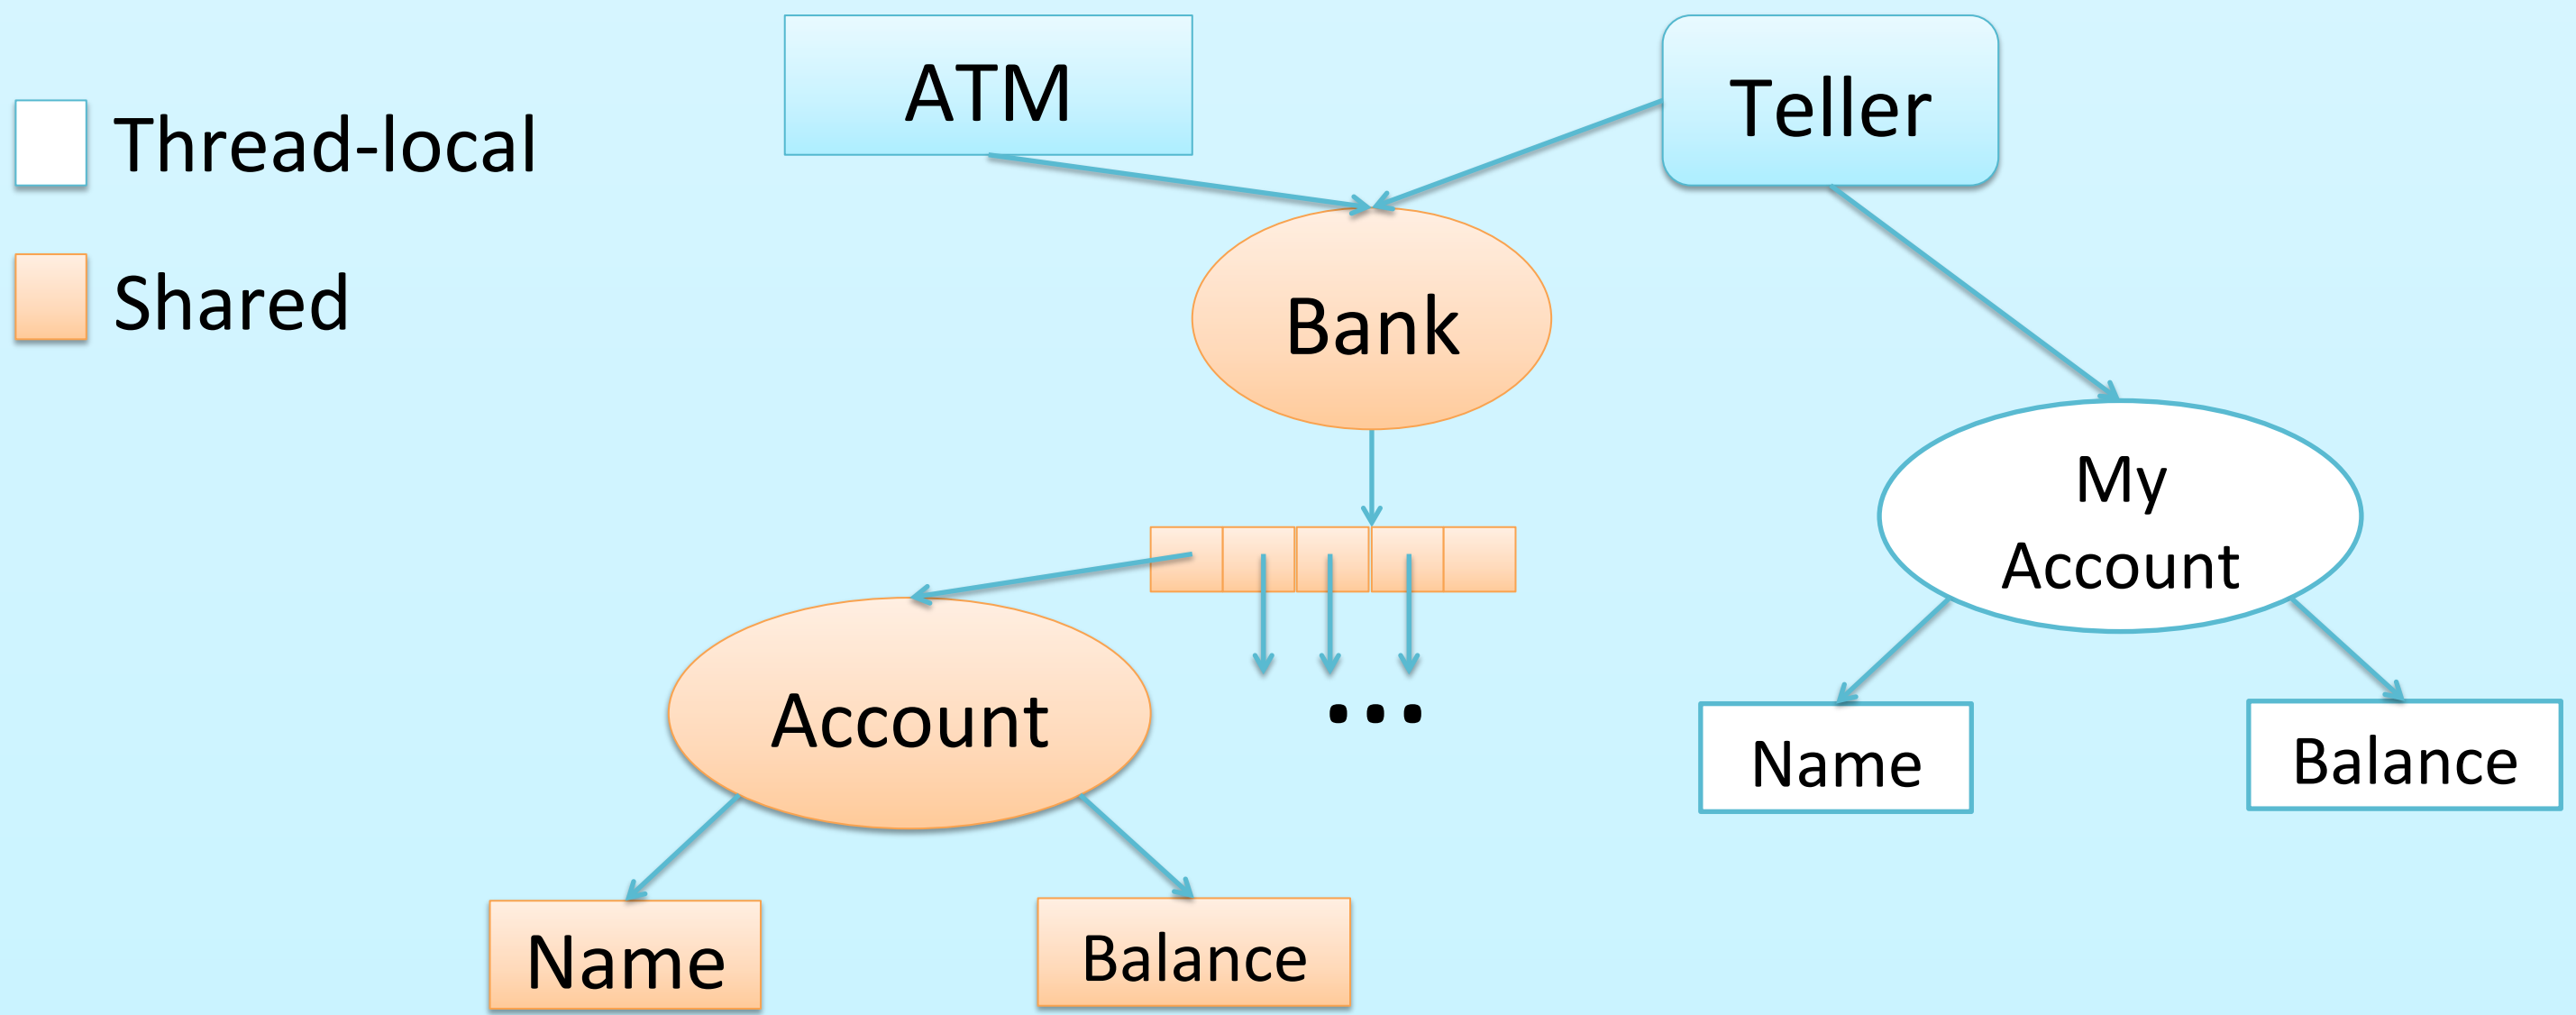 Thread-local
Shared
ATM
Teller
Bank
My
Account
Account
...
Name
Balance
Name
Balance